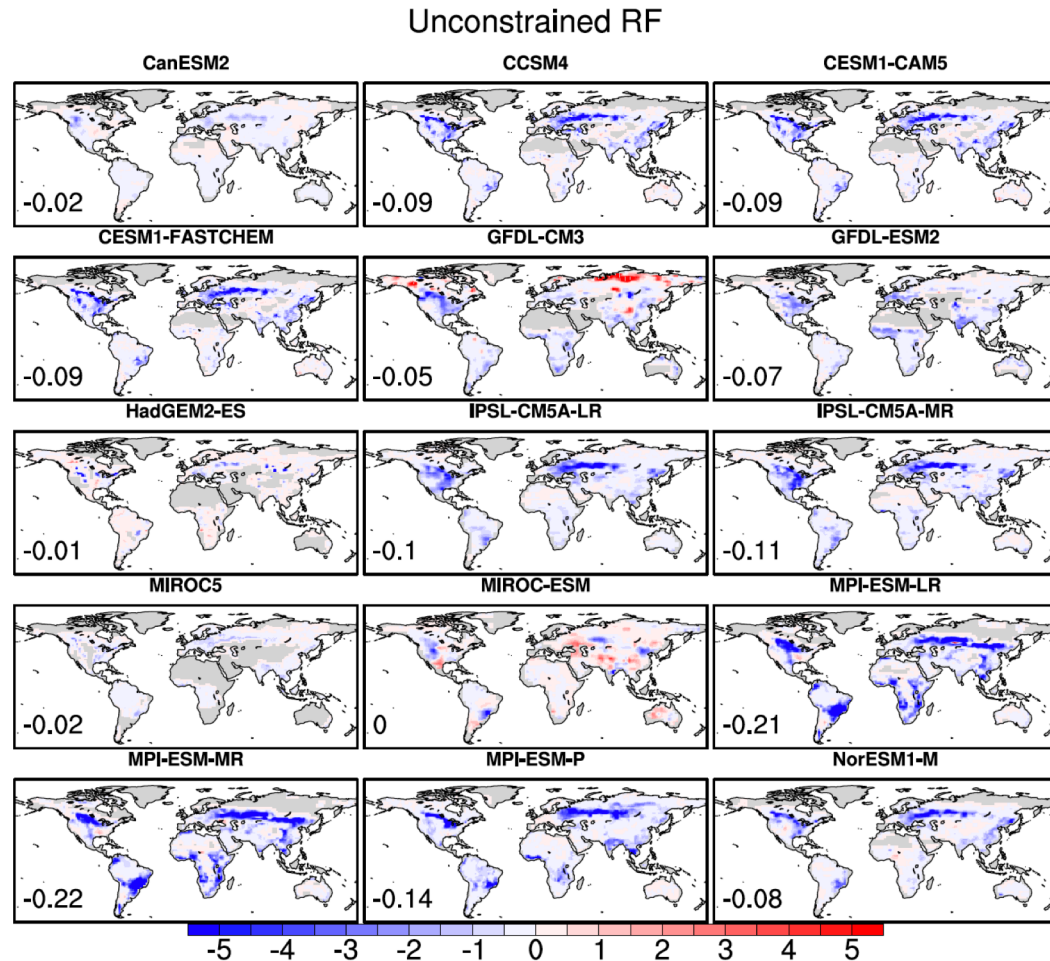 Unconstrained RF
CanESM2 CCSM4 CESM1-CAM5
-0.02 -0.09 -0.09
CESM1-FASTCHEM GFDL-CM3 GFDL-ESM2
-0.09 -0.05 -0.07
HadGEM2-ES IPSL-CM5A-LR IPSL-CM5A-MR
-0.01 -0.1 -0.11
MIROC5 MIROC-ESM MPI-ESM-LR
-0.02 0 -0.21
MPI-ESM-MR MPI-ESM-P NorESM1-M
-0.22 -0.14 -0.08
-5 -4 -3 -2 -1 0 1 2 3 4 5